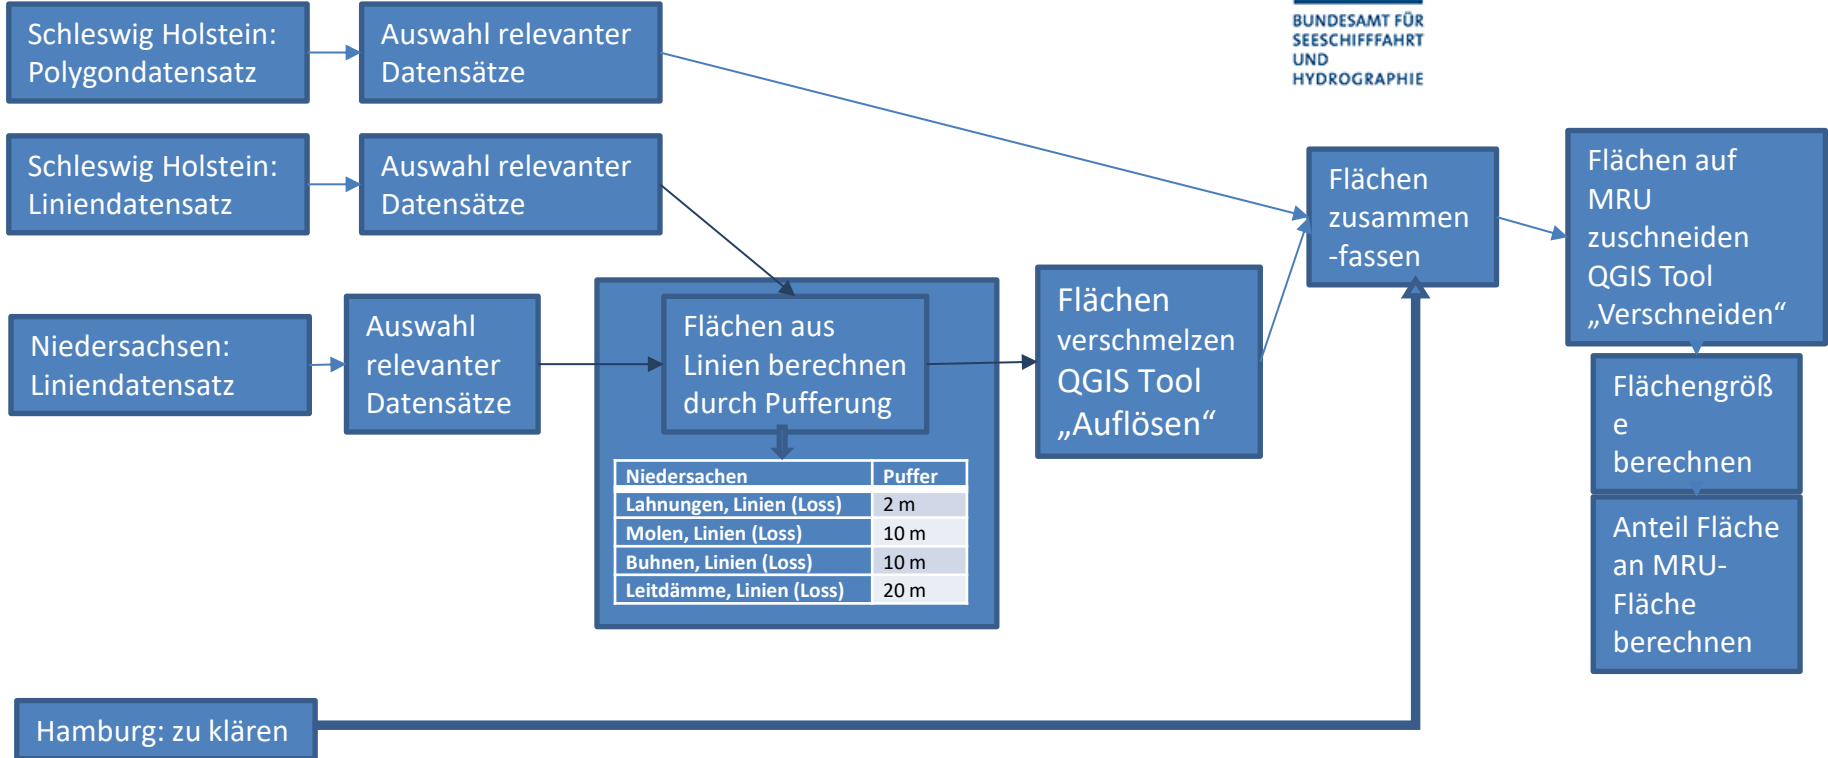 BUNDESAMT FÜR
SEESCHIFFFAHRT
UND
HYDROGRAPHIE
Schleswig Holstein:
Polygondatensatz
Auswahl relevanter
Datensätze
Schleswig Holstein:
Liniendatensatz
Auswahl relevanter
Datensätze
Niedersachsen:
Liniendatensatz
Auswahl
relevanter
Datensätze
Flächen aus
Linien berechnen
durch Pufferung
Niedersachen Puffer
Lahnungen, Linien (Loss) 2 m
Molen, Linien (Loss) 10 m
Buhnen, Linien (Loss) 10 m
Leitdämme, Linien (Loss) 20 m
Flächen
verschmelzen
QGIS Tool
„Auflösen“
Flächen
zusammen
-fassen
Flächen auf
MRU
zuschneiden
QGIS Tool
„Verschneiden“
Flächengröß
e
berechnen
Anteil Fläche
an MRU-
Fläche
berechnen
Hamburg: zu klären